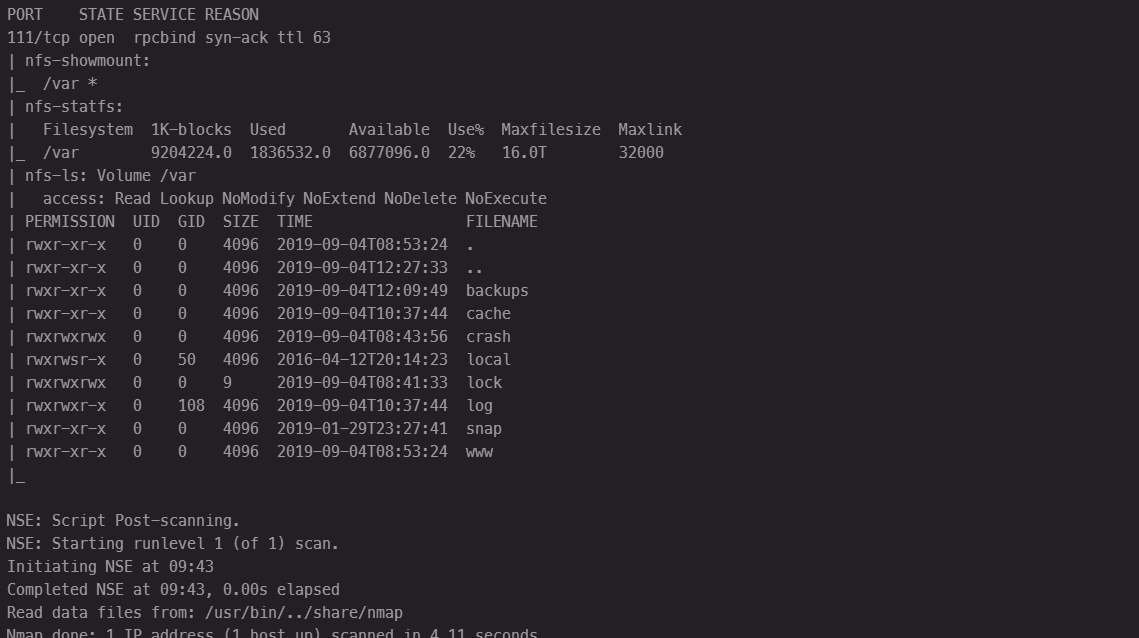 PORT    STATE SERVICE REASON
111/tcp open  rpcbind syn-ack ttl 63
| nfs-showmount:
|_  /var *
| nfs-statfs:
|   Filesystem  1K-blocks  Used       Available  Use%  Maxfilesize  Maxlink
|_  /var        9204224.0  1836532.0  6877096.0  22%   16.0T        32000
| nfs-ls: Volume /var
|   access: Read Lookup NoModify NoExtend NoDelete NoExecute
| PERMISSION  UID  GID  SIZE  TIME                 FILENAME
| rwxr-xr-x   0    0    4096  2019-09-04T08:53:24  .
| rwxr-xr-x   0    0    4096  2019-09-04T12:27:33  ..
| rwxr-xr-x   0    0    4096  2019-09-04T12:09:49  backups
| rwxr-xr-x   0    0    4096  2019-09-04T10:37:44  cache
| rwxrwxrwx   0    0    4096  2019-09-04T08:43:56  crash
| rwxrwsr-x   0    50   4096  2016-04-12T20:14:23  local
| rwxrwxrwx   0    0    9     2019-09-04T08:41:33  lock
| rwxrwxr-x   0    108  4096  2019-09-04T10:37:44  log
| rwxr-xr-x   0    0    4096  2019-01-29T23:27:41  snap
| rwxr-xr-x   0    0    4096  2019-09-04T08:53:24  www
|_
NSE: Script Post-scanning.
NSE: Starting runlevel 1 (of 1) scan.
Initiating NSE at 09:43
Completed NSE at 09:43, 0.00s elapsed
Read data files from: /usr/bin/../share/nmap
Nmap done: 1 IP address (1 host up) scanned in 4.11 seconds